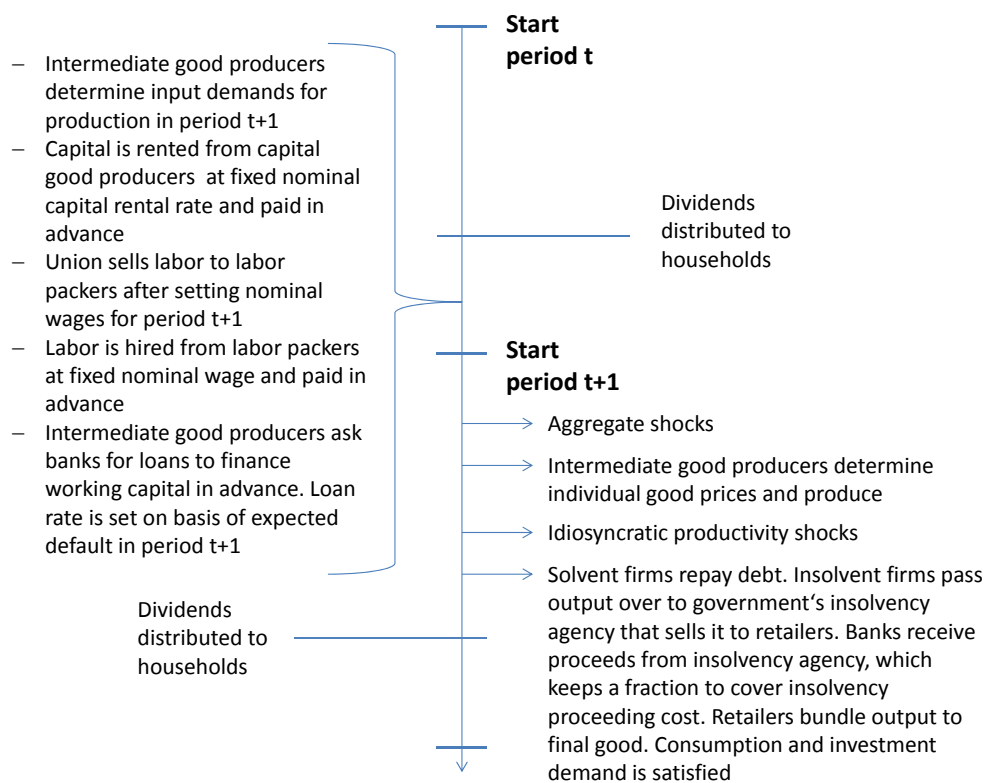 Start
period t
– Intermediate good producers
determine input demands for
production in period t+1
– Capital is rented from capital
good producers at fixed nominal
capital rental rate and paid in
advance
– Union sells labor to labor
packers after setting nominal
wages for period t+1
– Labor is hired from labor packers
at fixed nominal wage and paid in
advance
– Intermediate good producers ask
banks for loans to finance
working capital in advance. Loan
rate is set on basis of expected
default in period t+1
Dividends
distributed to
households
Start
period t+1
Aggregate shocks
Intermediate good producers determine
individual good prices and produce
Idiosyncratic productivity shocks
Solvent firms repay debt. Insolvent firms pass
output over to government‘s insolvency
agency that sells it to retailers. Banks receive
proceeds from insolvency agency, which
keeps a fraction to cover insolvency
proceeding cost. Retailers bundle output to
final good. Consumption and investment
demand is satisfied
Dividends
distributed to
households